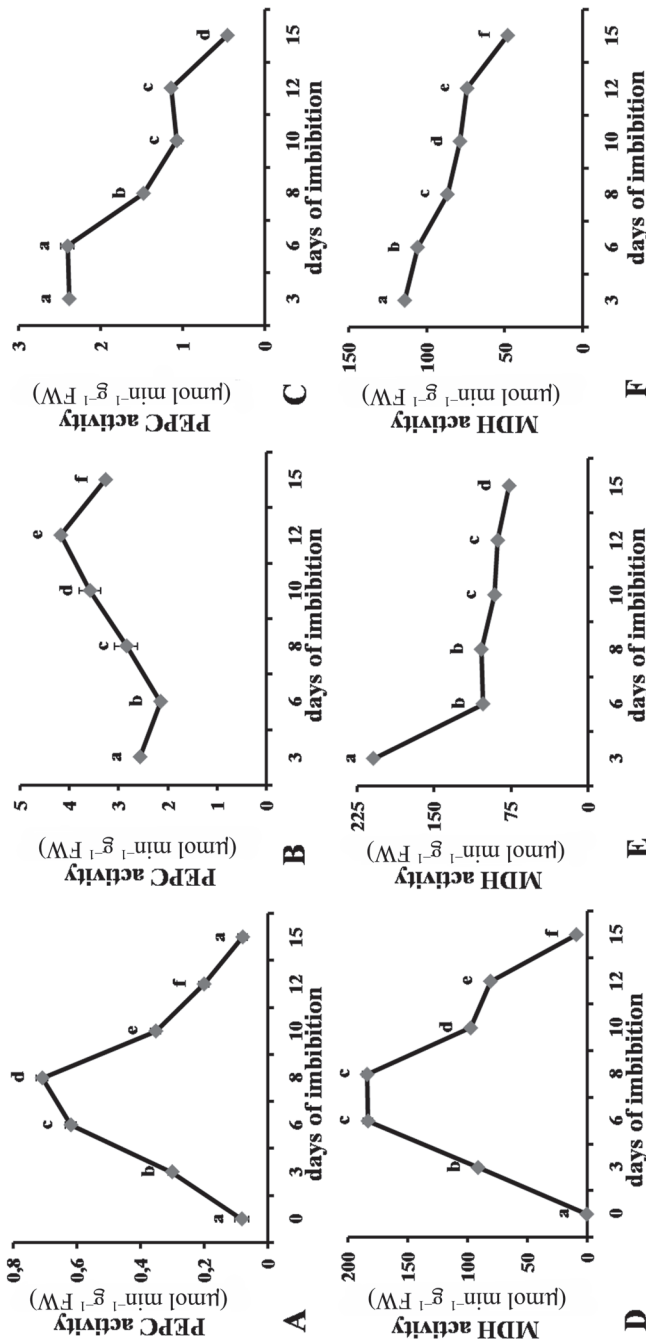 PEPC activity
(µmol min⁻¹ g⁻¹ FW)
0,8
0,6
0,4
0,2
0
a b c d e f a
0 3 6 8 10 12 15
days of imbibition
A
PEPC activity
(µmol min⁻¹ g⁻¹ FW)
5
4
3
2
1
0
a b c d e f
3 6 8 10 12 15
days of imbibition
B
PEPC activity
(µmol min⁻¹ g⁻¹ FW)
3
2
1
0
a a b c c d
3 6 8 10 12 15
days of imbibition
C
MDH activity
(µmol min⁻¹ g⁻¹ FW)
200
150
100
50
0
a b c c d e f
0 3 6 8 10 12 15
days of imbibition
D
MDH activity
(µmol min⁻¹ g⁻¹ FW)
225
150
75
0
a b b c c d
3 6 8 10 12 15
days of imbibition
E
MDH activity
(µmol min⁻¹ g⁻¹ FW)
150
100
50
0
a b c d e f
3 6 8 10 12 15
days of imbibition
F